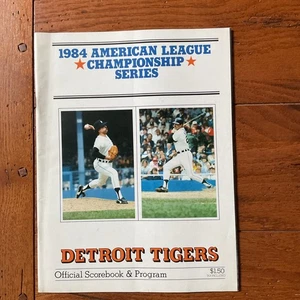 1984 AMERICAN LEAGUE
CHAMPIONSHIP
SERIES
DETROIT TIGERS
Official Scorebook & Program
$1.50